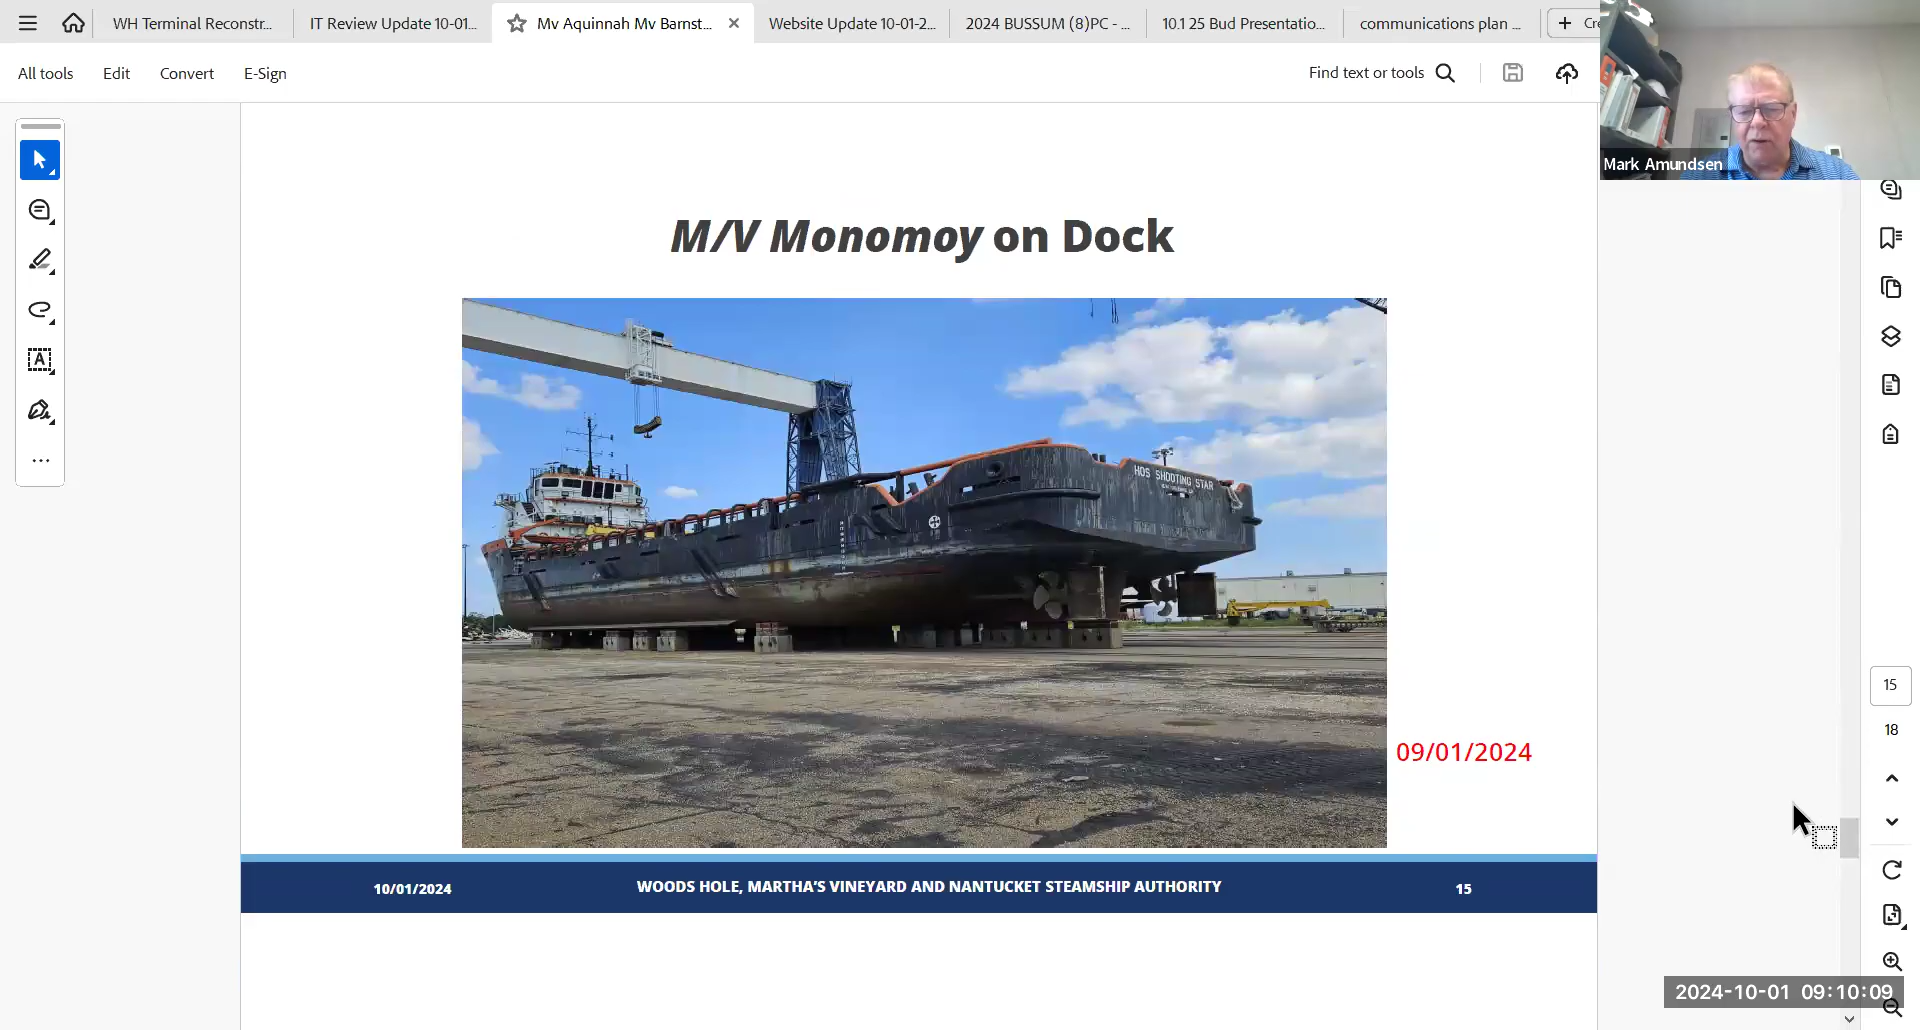 WH Terminal Reconstr...
IT Review Update 10-01...
Mv Aquinnah Mv Barnst...
Website Update 10-01-2...
2024 BUSSUM (8)PC - ...
10.1 25 Bud Presentatio...
communications plan ...
All tools
Edit
Convert
E-Sign
Find text or tools
Mark Amundsen
M/V Monomoy on Dock
HOS SHOOTING STAR
09/01/2024
10/01/2024
WOODS HOLE, MARTHA'S VINEYARD AND NANTUCKET STEAMSHIP AUTHORITY
15
15
18
2024-10-01 09:10:09